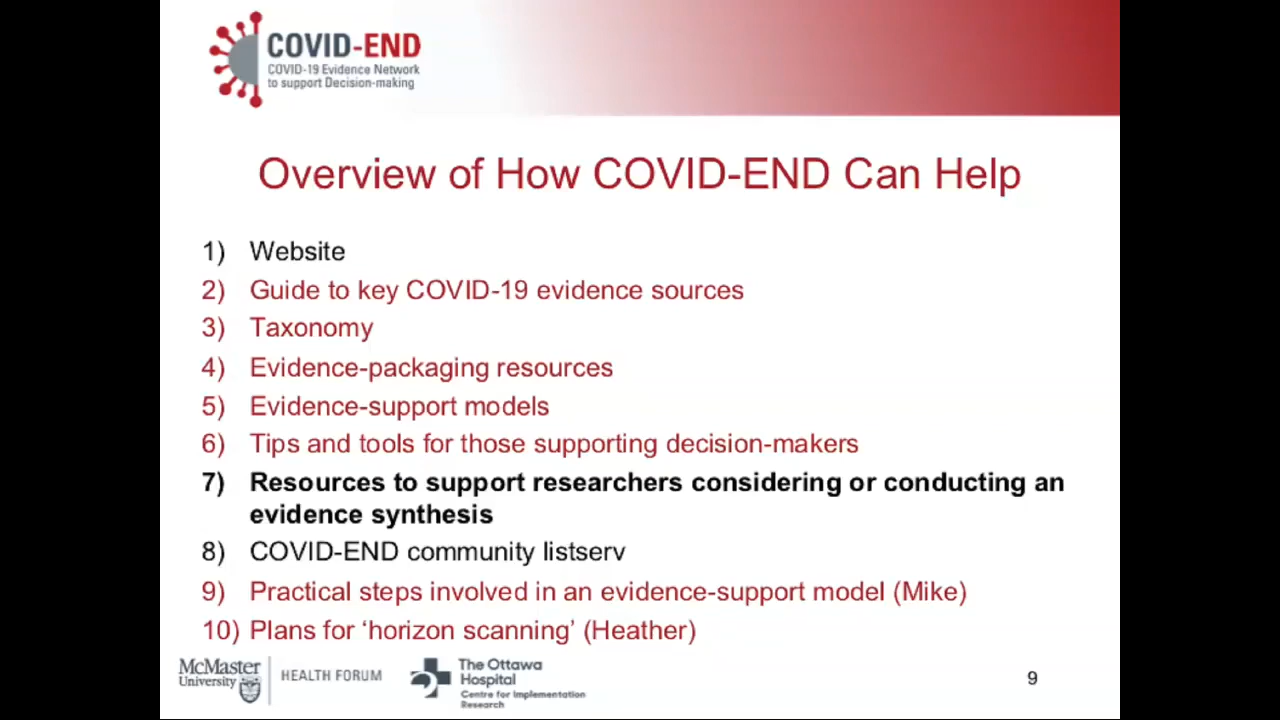 COVID-END
COVID-19 Evidence Network
to support Decision-making
Overview of How COVID-END Can Help
1) Website
2) Guide to key COVID-19 evidence sources
3) Taxonomy
4) Evidence-packaging resources
5) Evidence-support models
6) Tips and tools for those supporting decision-makers
7) Resources to support researchers considering or conducting an
evidence synthesis
8) COVID-END community listserv
9) Practical steps involved in an evidence-support model (Mike)
10) Plans for ‘horizon scanning’ (Heather)
McMaster
University
HEALTH FORUM
The Ottawa
Hospital
Centre for Implementation
Research
9